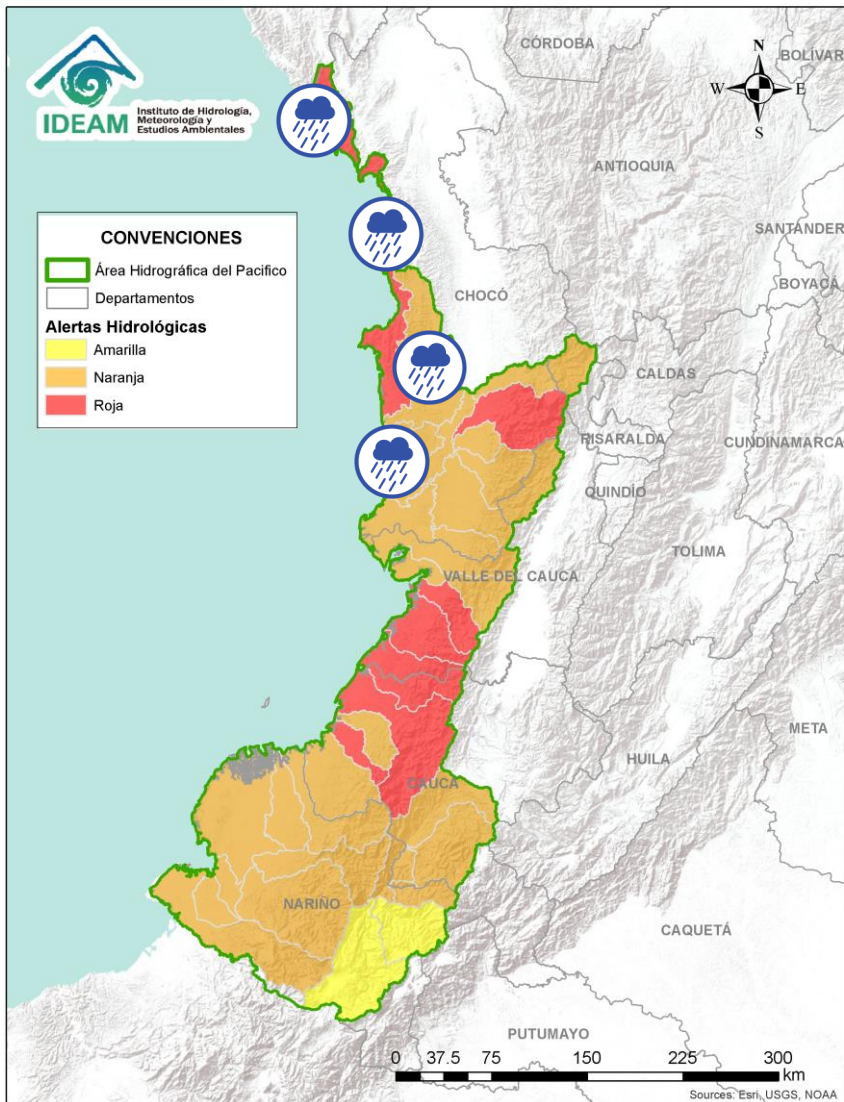 IDEAM
Instituto de Hidrología,
Meteorología y
Estudios Ambientales
CÓRDOBA
BOLÍVAR
N
W
E
S
ANTIOQUIA
SANTANDER
BOYACÁ
CONVENCIONES
Área Hidrográfica del Pacifico
Departamentos
Alertas Hidrológicas
Amarilla
Naranja
Roja
CHOCÓ
CALDAS
RISARALDA
CUNDINAMARCA
QUINDÍO
TOLIMA
VALLE DEL CAUCA
META
HUILA
CAUCA
NARIÑO
CAQUETÁ
PUTUMAYO
0 37.5 75 150 225 300
km
Sources: Esri, USGS, NOAA